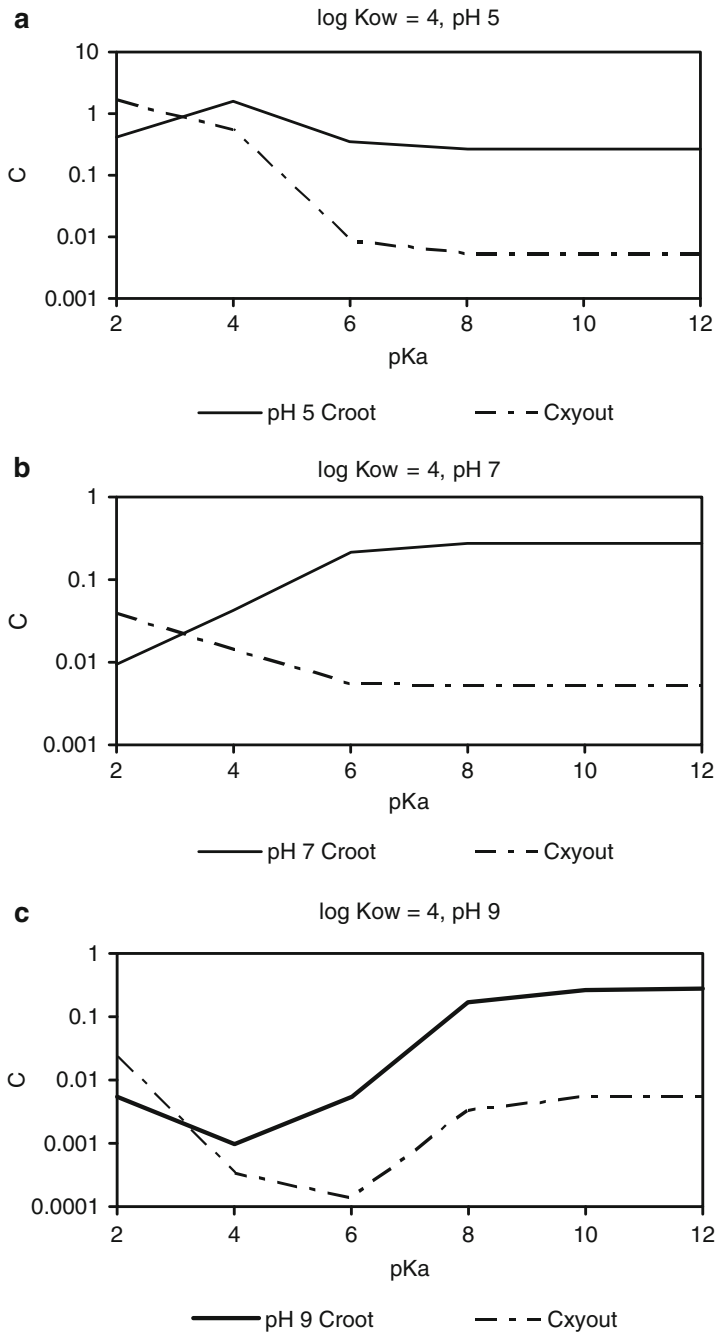 a
log Kow = 4, pH 5
10
1
0.1
0.01
0.001
C
2 4 6 8 10 12
pKa
pH 5 Croot Cxyout
b
log Kow = 4, pH 7
1
0.1
0.01
0.001
C
2 4 6 8 10 12
pKa
pH 7 Croot Cxyout
c
log Kow = 4, pH 9
1
0.1
0.01
0.001
0.0001
C
2 4 6 8 10 12
pKa
pH 9 Croot Cxyout